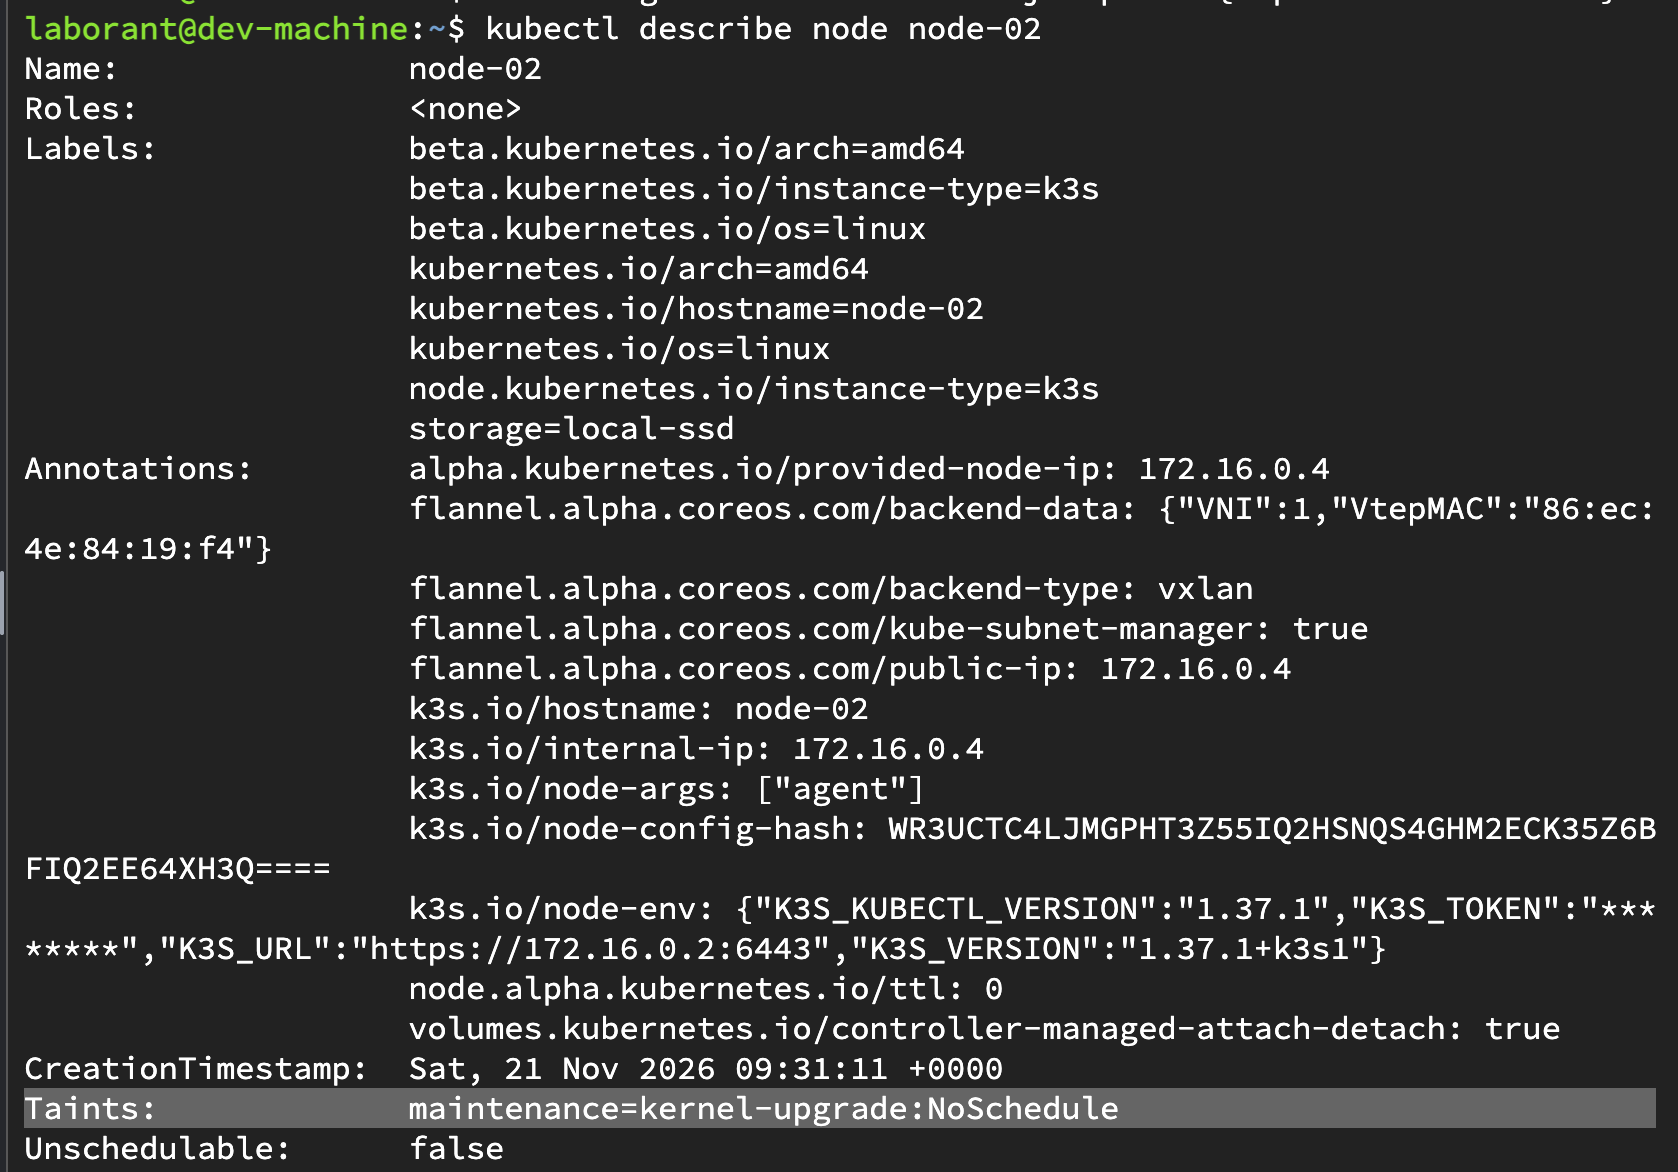 laborant@dev-machine:~$ kubectl describe node node-02
Name:               node-02
Roles:              <none>
Labels:             beta.kubernetes.io/arch=amd64
                    beta.kubernetes.io/instance-type=k3s
                    beta.kubernetes.io/os=linux
                    kubernetes.io/arch=amd64
                    kubernetes.io/hostname=node-02
                    kubernetes.io/os=linux
                    node.kubernetes.io/instance-type=k3s
                    storage=local-ssd
Annotations:        alpha.kubernetes.io/provided-node-ip: 172.16.0.4
                    flannel.alpha.coreos.com/backend-data: {"VNI":1,"VtepMAC":"86:ec:
4e:84:19:f4"}
                    flannel.alpha.coreos.com/backend-type: vxlan
                    flannel.alpha.coreos.com/kube-subnet-manager: true
                    flannel.alpha.coreos.com/public-ip: 172.16.0.4
                    k3s.io/hostname: node-02
                    k3s.io/internal-ip: 172.16.0.4
                    k3s.io/node-args: ["agent"]
                    k3s.io/node-config-hash: WR3UCTC4LJMGPHT3Z55IQ2HSNQS4GHM2ECK35Z6B
FIQ2EE64XH3Q====
                    k3s.io/node-env: {"K3S_KUBECTL_VERSION":"1.37.1","K3S_TOKEN":"***
*****","K3S_URL":"https://172.16.0.2:6443","K3S_VERSION":"1.37.1+k3s1"}
                    node.alpha.kubernetes.io/ttl: 0
                    volumes.kubernetes.io/controller-managed-attach-detach: true
CreationTimestamp:  Sat, 21 Nov 2026 09:31:11 +0000
Taints:             maintenance=kernel-upgrade:NoSchedule
Unschedulable:      false